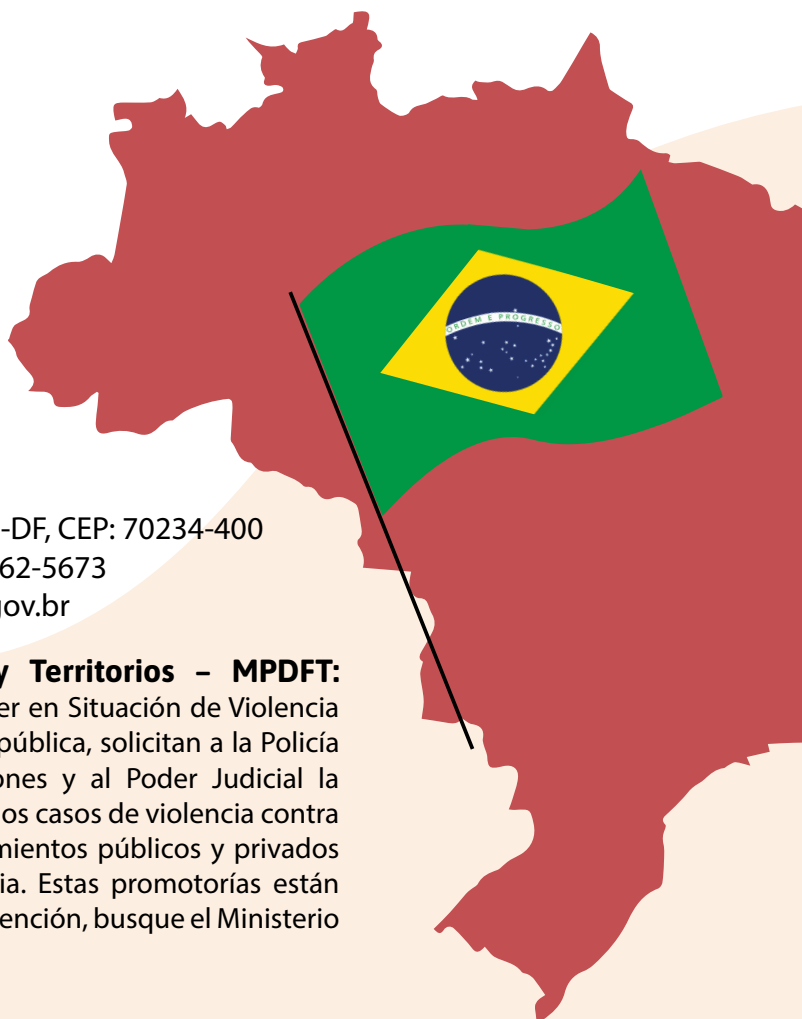 ORDEM E PROGRESSO
-DF, CEP: 70234-400
62-5673
gov.br
y Territorios – MPDFT:
er en Situación de Violencia
pública, solicitan a la Policía
ones y al Poder Judicial la
os casos de violencia contra
mientos públicos y privados
ia. Estas promotorías están
ención, busque el Ministerio